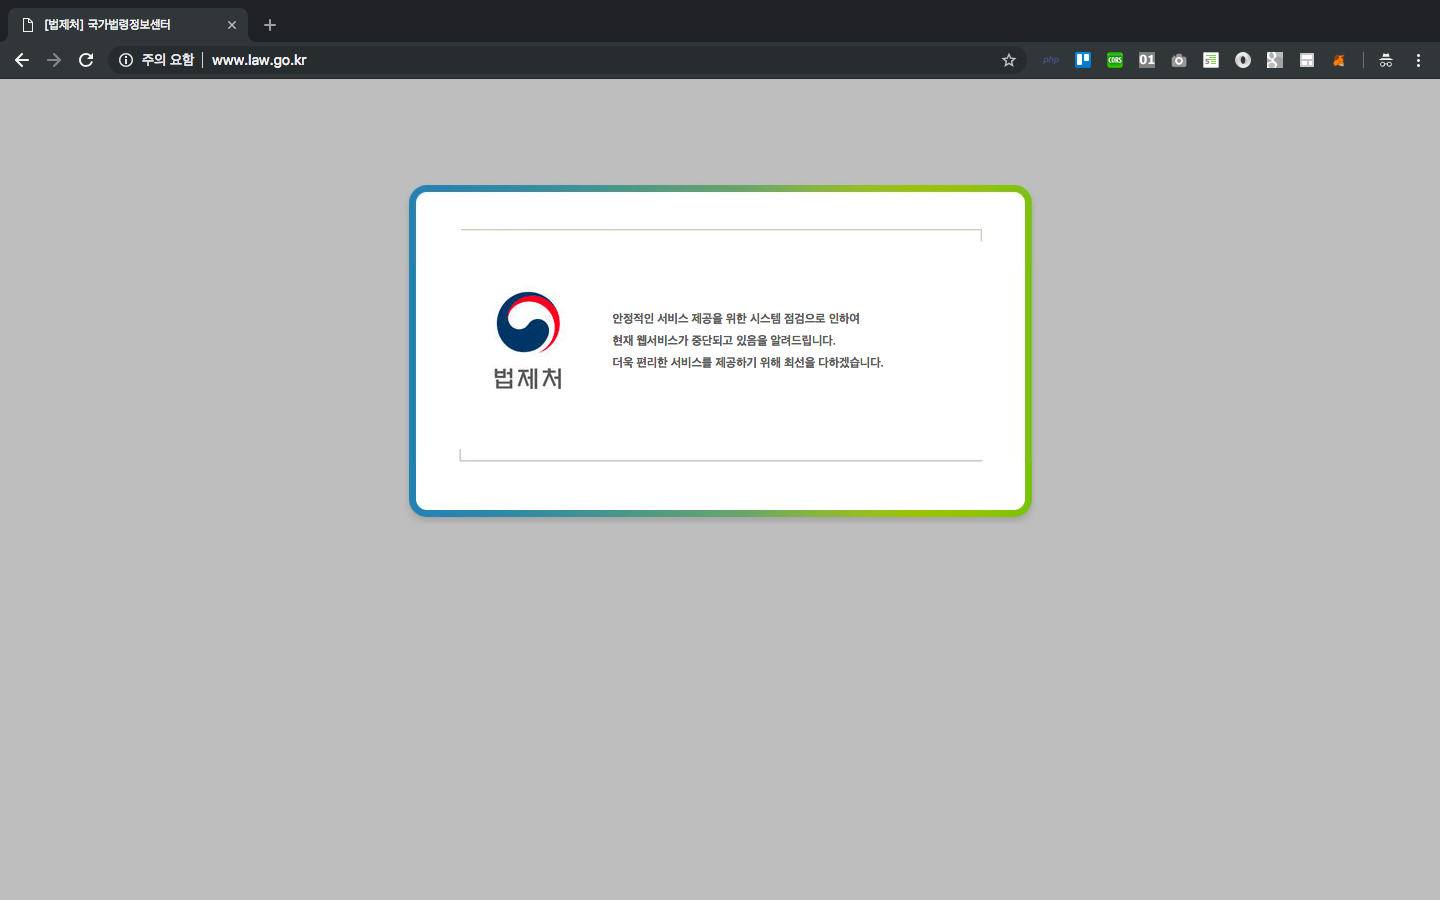 [법제처] 국가법령정보센터
주의 요함 | www.law.go.kr
php
CORS
01
안정적인 서비스 제공을 위한 시스템 점검으로 인하여
현재 웹서비스가 중단되고 있음을 알려드립니다.
더욱 편리한 서비스를 제공하기 위해 최선을 다하겠습니다.
법제처